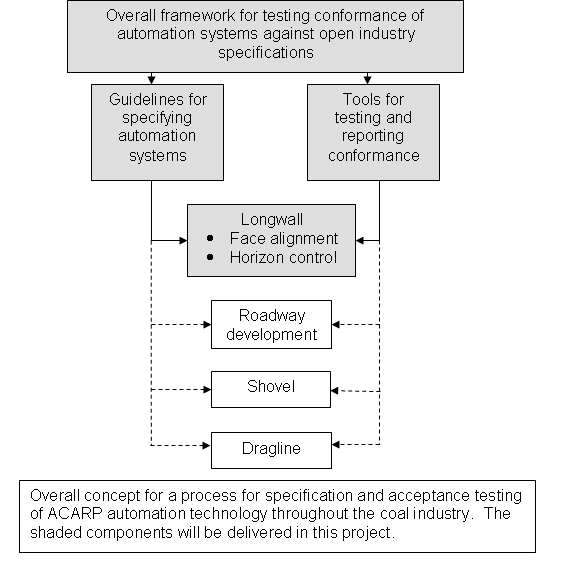 Overall framework for testing conformance of
automation systems against open industry
specifications
Guidelines for
specifying
automation
systems
Tools for
testing and
reporting
conformance
Longwall
• Face alignment
• Horizon control
Roadway
development
Shovel
Dragline
Overall concept for a process for specification and acceptance testing
of ACARP automation technology throughout the coal industry.  The
shaded components will be delivered in this project.